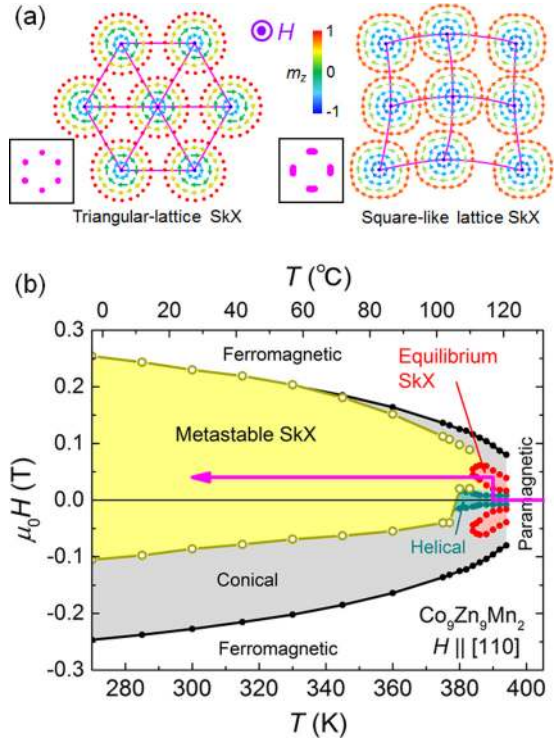 (a)
H
1
m_z
0
-1
Triangular-lattice SkX
Square-like lattice SkX
(b)
T (°C)
0 20 40 60 80 100 120
0.3
0.2
0.1
0.0
-0.1
-0.2
-0.3
μ₀H (T)
Ferromagnetic
Equilibrium
SkX
Metastable SkX
Paramagnetic
Helical
Conical
Co₉Zn₉Mn₂
H || [110]
Ferromagnetic
280 300 320 340 360 380 400
T (K)